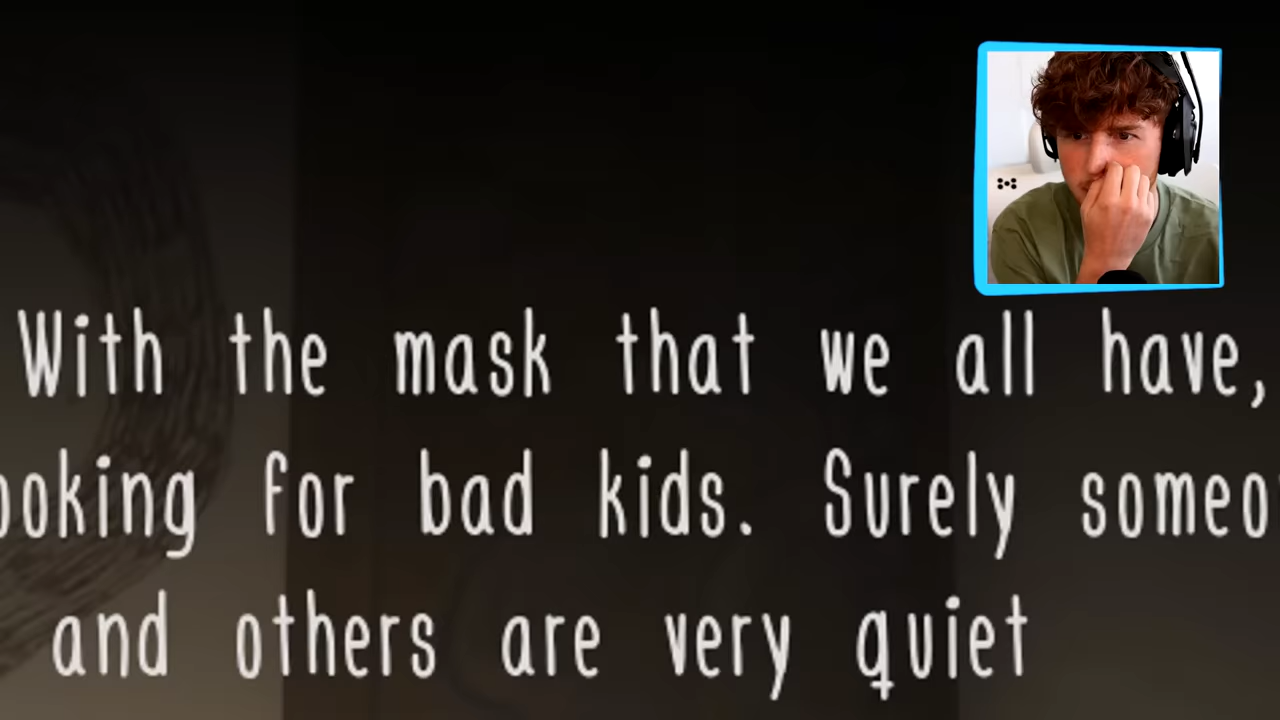 With the mask that we all have,
ooking for bad kids. Surely someo
and others are very quiet